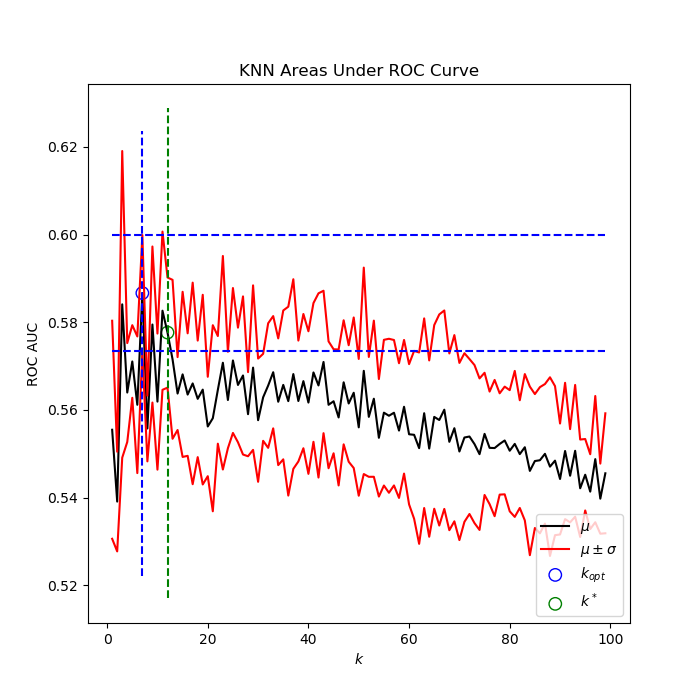 KNN Areas Under ROC Curve
ROC AUC
0.62
0.60
0.58
0.56
0.54
0.52
0 20 40 60 80 100
k
μ
μ ± σ
k_opt
k*